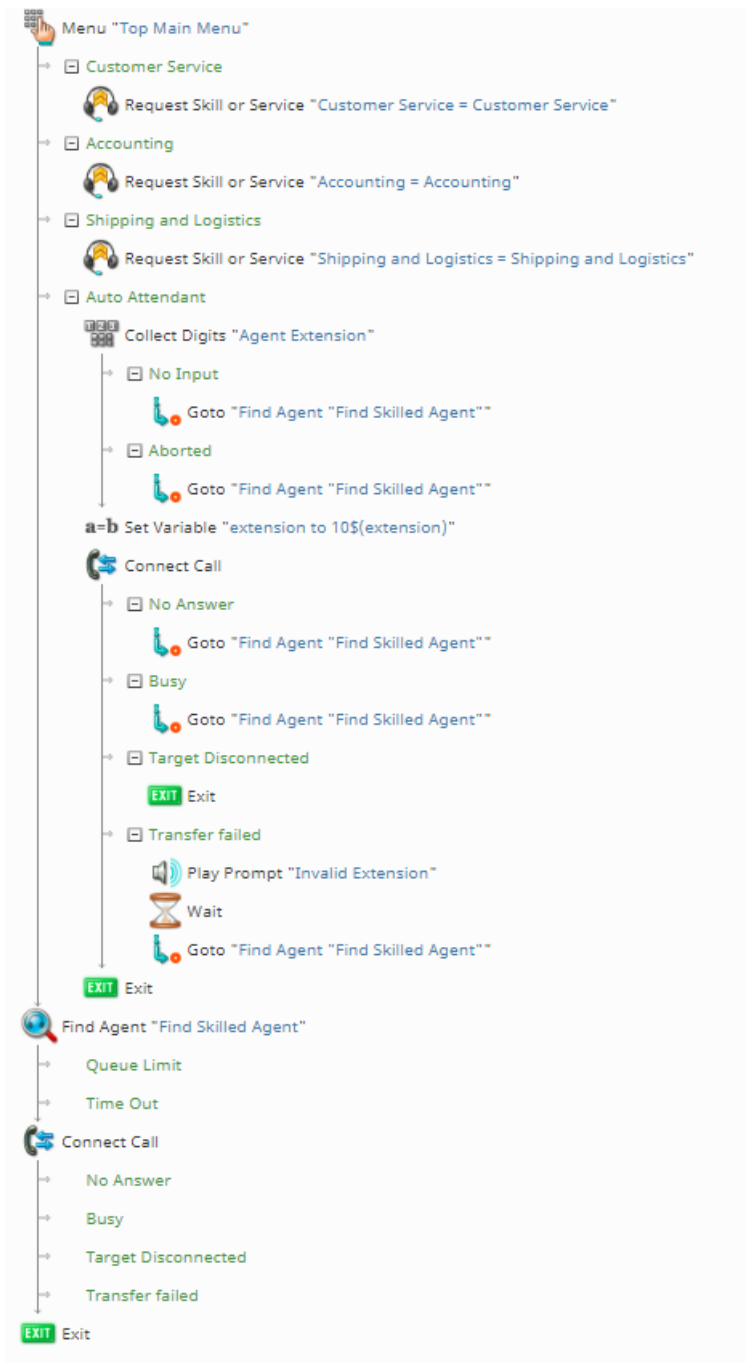 Menu "Top Main Menu"
Customer Service
Request Skill or Service "Customer Service = Customer Service"
Accounting
Request Skill or Service "Accounting = Accounting"
Shipping and Logistics
Request Skill or Service "Shipping and Logistics = Shipping and Logistics"
Auto Attendant
Collect Digits "Agent Extension"
No Input
Goto "Find Agent "Find Skilled Agent""
Aborted
Goto "Find Agent "Find Skilled Agent""
a=b Set Variable "extension to 10$(extension)"
Connect Call
No Answer
Goto "Find Agent "Find Skilled Agent""
Busy
Goto "Find Agent "Find Skilled Agent""
Target Disconnected
EXIT Exit
Transfer failed
Play Prompt "Invalid Extension"
Wait
Goto "Find Agent "Find Skilled Agent""
EXIT Exit
Find Agent "Find Skilled Agent"
Queue Limit
Time Out
Connect Call
No Answer
Busy
Target Disconnected
Transfer failed
EXIT Exit